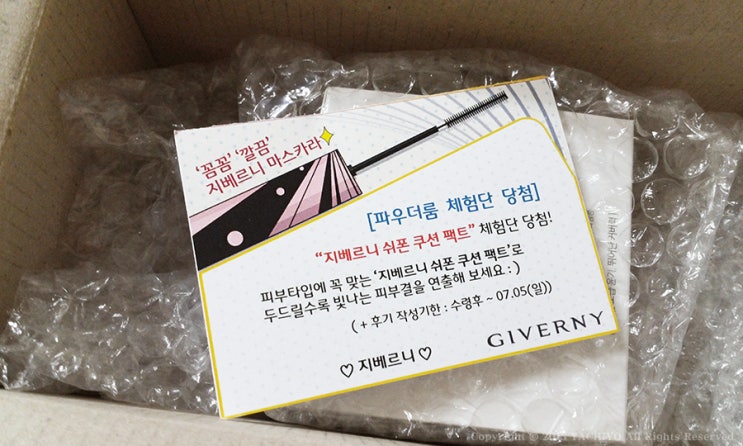 '꼼꼼' '깔끔'
지베르니 마스카라
[파우더룸 체험단 당첨]
“지베르니 쉬폰 쿠션 팩트” 체험단 당첨!
피부타입에 꼭 맞는 ‘지베르니 쉬폰 쿠션 팩트’로
두드릴수록 빛나는 피부결을 연출해 보세요 : )
( + 후기 작성기한 : 수령후 ~ 07.05(일))
♡ 지베르니 ♡
GIVERNY
All Rights Reserved